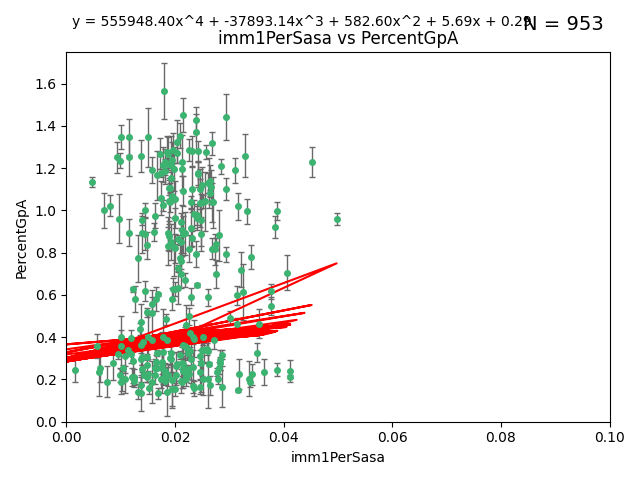 y = 555948.40x^4 + -37893.14x^3 + 582.60x^2 + 5.69x + 0.29
N = 953
imm1PerSasa vs PercentGpA
PercentGpA
1.6
1.4
1.2
1.0
0.8
0.6
0.4
0.2
0.0
0.00 0.02 0.04 0.06 0.08 0.10
imm1PerSasa